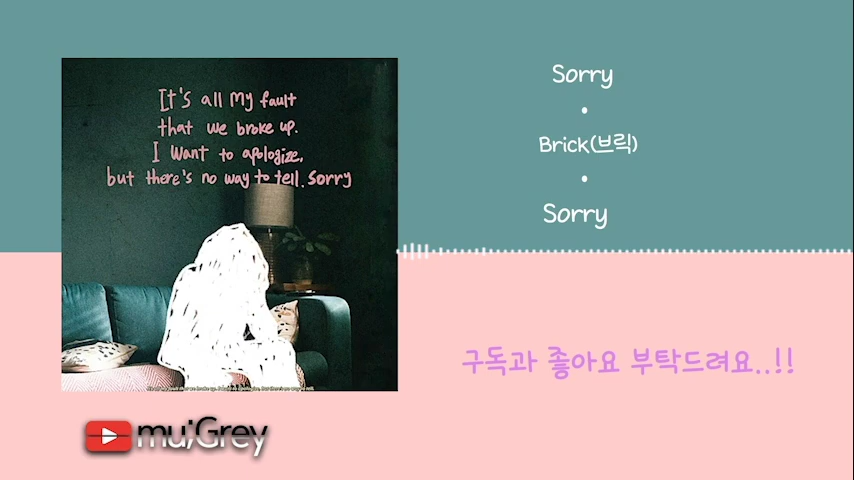 It's all my fault
that we broke up.
I want to apologize,
but there's no way to tell. Sorry
Sorry
•
Brick(브릭)
•
Sorry
구독과 좋아요 부탁드려요..!!
mu;Grey